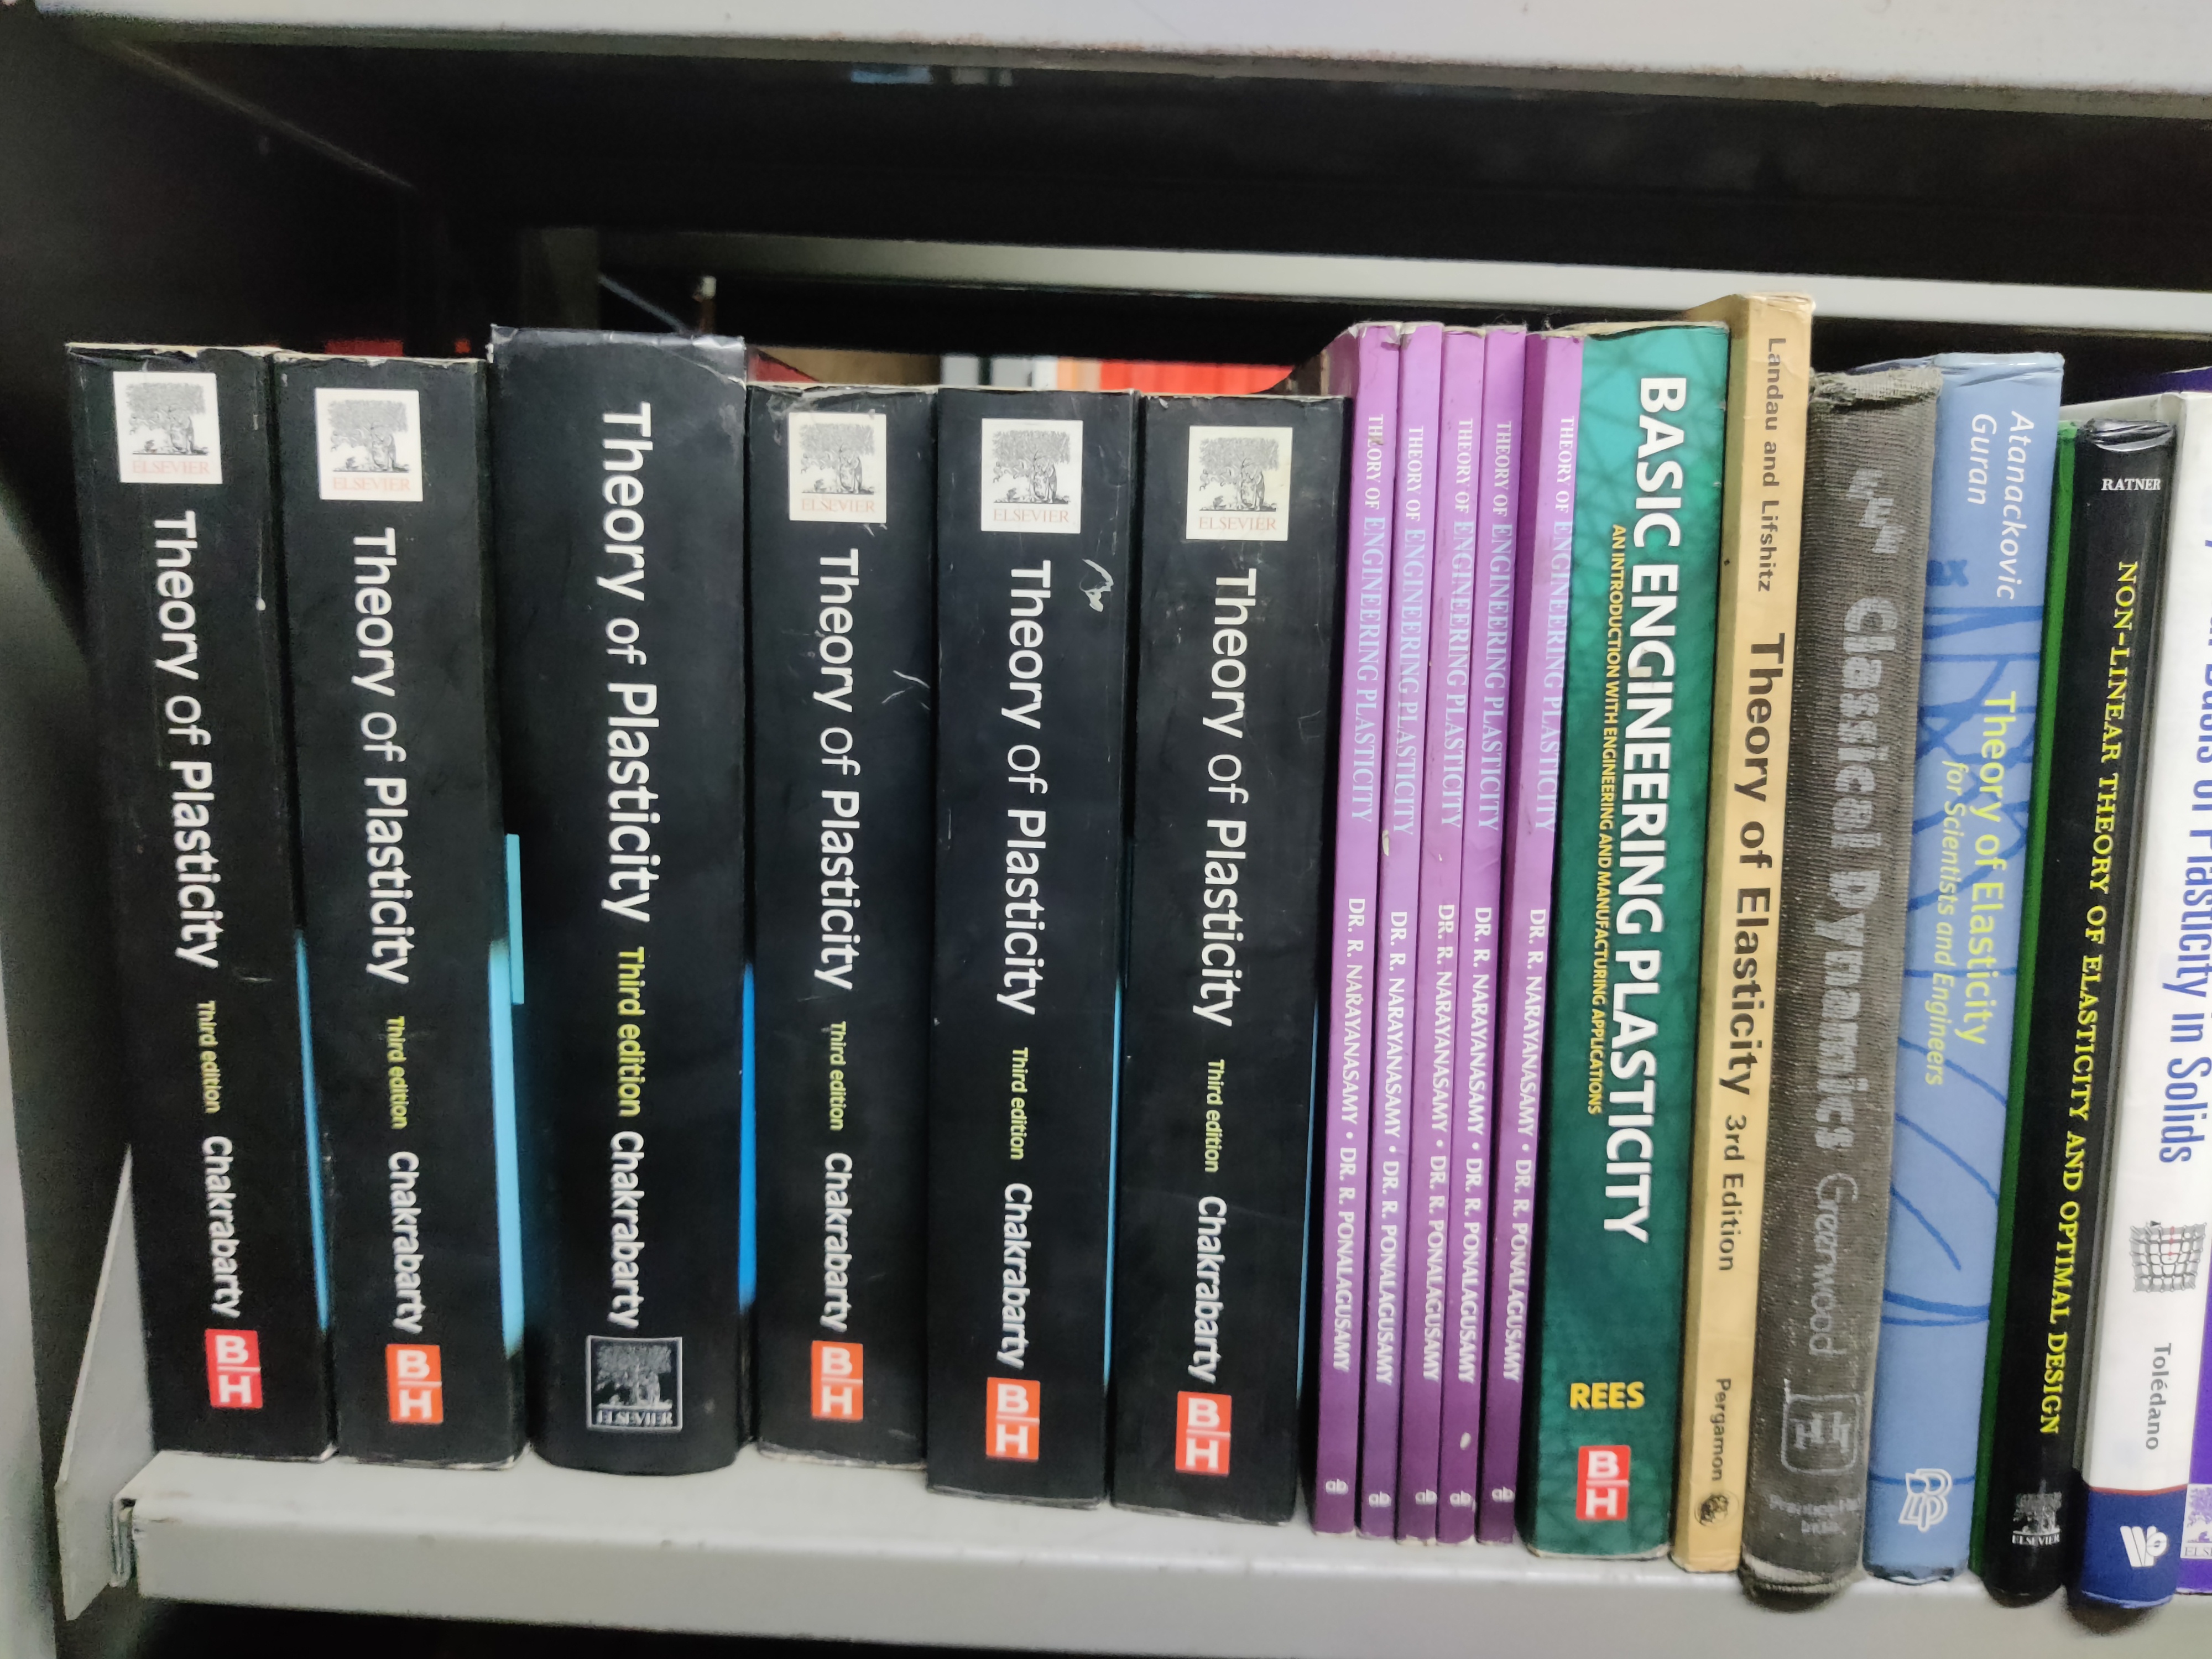 ELSEVIER
Theory of Plasticity
Third edition
Chakrabarty
B H
ELSEVIER
Theory of Plasticity
Third edition
Chakrabarty
B H
Theory of Plasticity
Third edition
Chakrabarty
ELSEVIER
ELSEVIER
Theory of Plasticity
Third edition
Chakrabarty
B H
ELSEVIER
Theory of Plasticity
Third edition
Chakrabarty
B H
ELSEVIER
Theory of Plasticity
Third edition
Chakrabarty
B H
THEORY OF ENGINEERING PLASTICITY
DR. R. NARAYANASAMY • DR. R. PONALAGUSAMY
ab
THEORY OF ENGINEERING PLASTICITY
DR. R. NARAYANASAMY • DR. R. PONALAGUSAMY
ab
THEORY OF ENGINEERING PLASTICITY
DR. R. NARAYANASAMY • DR. R. PONALAGUSAMY
ab
THEORY OF ENGINEERING PLASTICITY
DR. R. NARAYANASAMY • DR. R. PONALAGUSAMY
ab
THEORY OF ENGINEERING PLASTICITY
DR. R. NARAYANASAMY • DR. R. PONALAGUSAMY
ab
BASIC ENGINEERING PLASTICITY
AN INTRODUCTION WITH ENGINEERING AND MANUFACTURING APPLICATIONS
REES
B H
Landau and Lifshitz
Theory of Elasticity 3rd Edition
Pergamon
Classical Dynamics
Greenwood
Atanackovic
Guran
Theory of Elasticity
for Scientists and Engineers
RATNER
NON-LINEAR THEORY OF ELASTICITY AND OPTIMAL DESIGN
ELSEVIER
of Plasticity in Solids
Tolédano